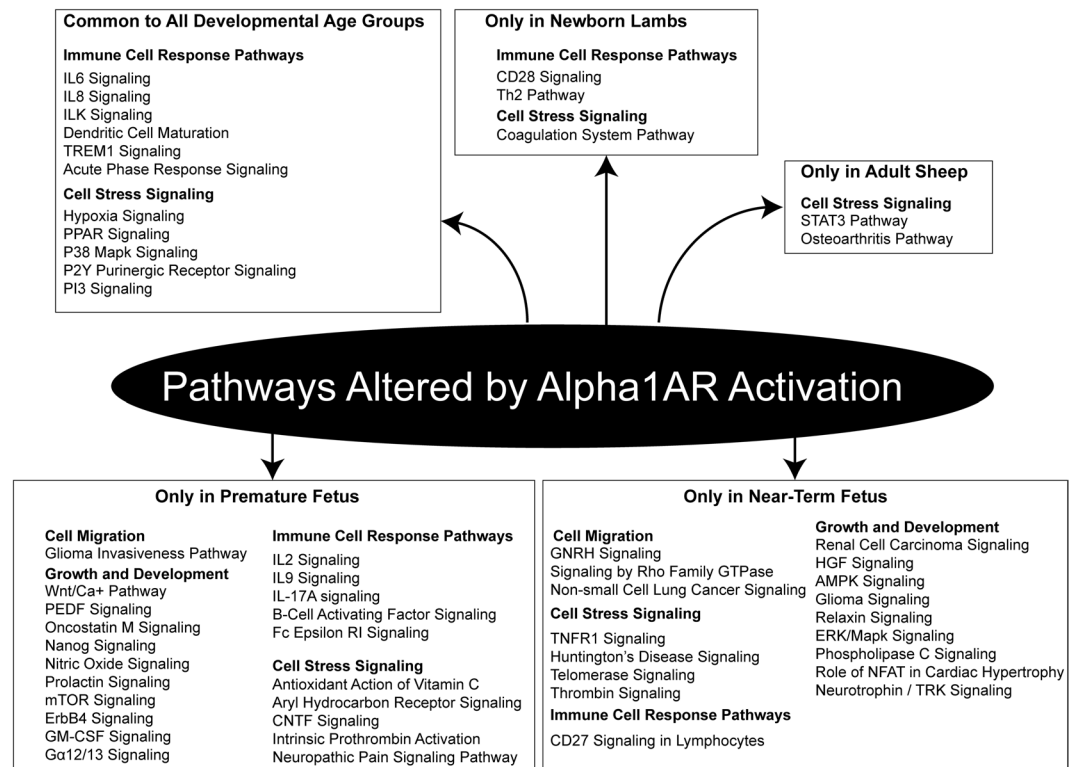 Common to All Developmental Age Groups
Immune Cell Response Pathways
IL6 Signaling
IL8 Signaling
ILK Signaling
Dendritic Cell Maturation
TREM1 Signaling
Acute Phase Response Signaling
Cell Stress Signaling
Hypoxia Signaling
PPAR Signaling
P38 Mapk Signaling
P2Y Purinergic Receptor Signaling
PI3 Signaling
Only in Newborn Lambs
Immune Cell Response Pathways
CD28 Signaling
Th2 Pathway
Cell Stress Signaling
Coagulation System Pathway
Only in Adult Sheep
Cell Stress Signaling
STAT3 Pathway
Osteoarthritis Pathway
Pathways Altered by Alpha1AR Activation
Only in Premature Fetus
Cell Migration
Glioma Invasiveness Pathway
Growth and Development
Wnt/Ca+ Pathway
PEDF Signaling
Oncostatin M Signaling
Nanog Signaling
Nitric Oxide Signaling
Prolactin Signaling
mTOR Signaling
ErbB4 Signaling
GM-CSF Signaling
Gα12/13 Signaling
Immune Cell Response Pathways
IL2 Signaling
IL9 Signaling
IL-17A signaling
B-Cell Activating Factor Signaling
Fc Epsilon RI Signaling
Cell Stress Signaling
Antioxidant Action of Vitamin C
Aryl Hydrocarbon Receptor Signaling
CNTF Signaling
Intrinsic Prothrombin Activation
Neuropathic Pain Signaling Pathway
Only in Near-Term Fetus
Cell Migration
GNRH Signaling
Signaling by Rho Family GTPase
Non-small Cell Lung Cancer Signaling
Cell Stress Signaling
TNFR1 Signaling
Huntington's Disease Signaling
Telomerase Signaling
Thrombin Signaling
Immune Cell Response Pathways
CD27 Signaling in Lymphocytes
Growth and Development
Renal Cell Carcinoma Signaling
HGF Signaling
AMPK Signaling
Glioma Signaling
Relaxin Signaling
ERK/Mapk Signaling
Phospholipase C Signaling
Role of NFAT in Cardiac Hypertrophy
Neurotrophin / TRK Signaling